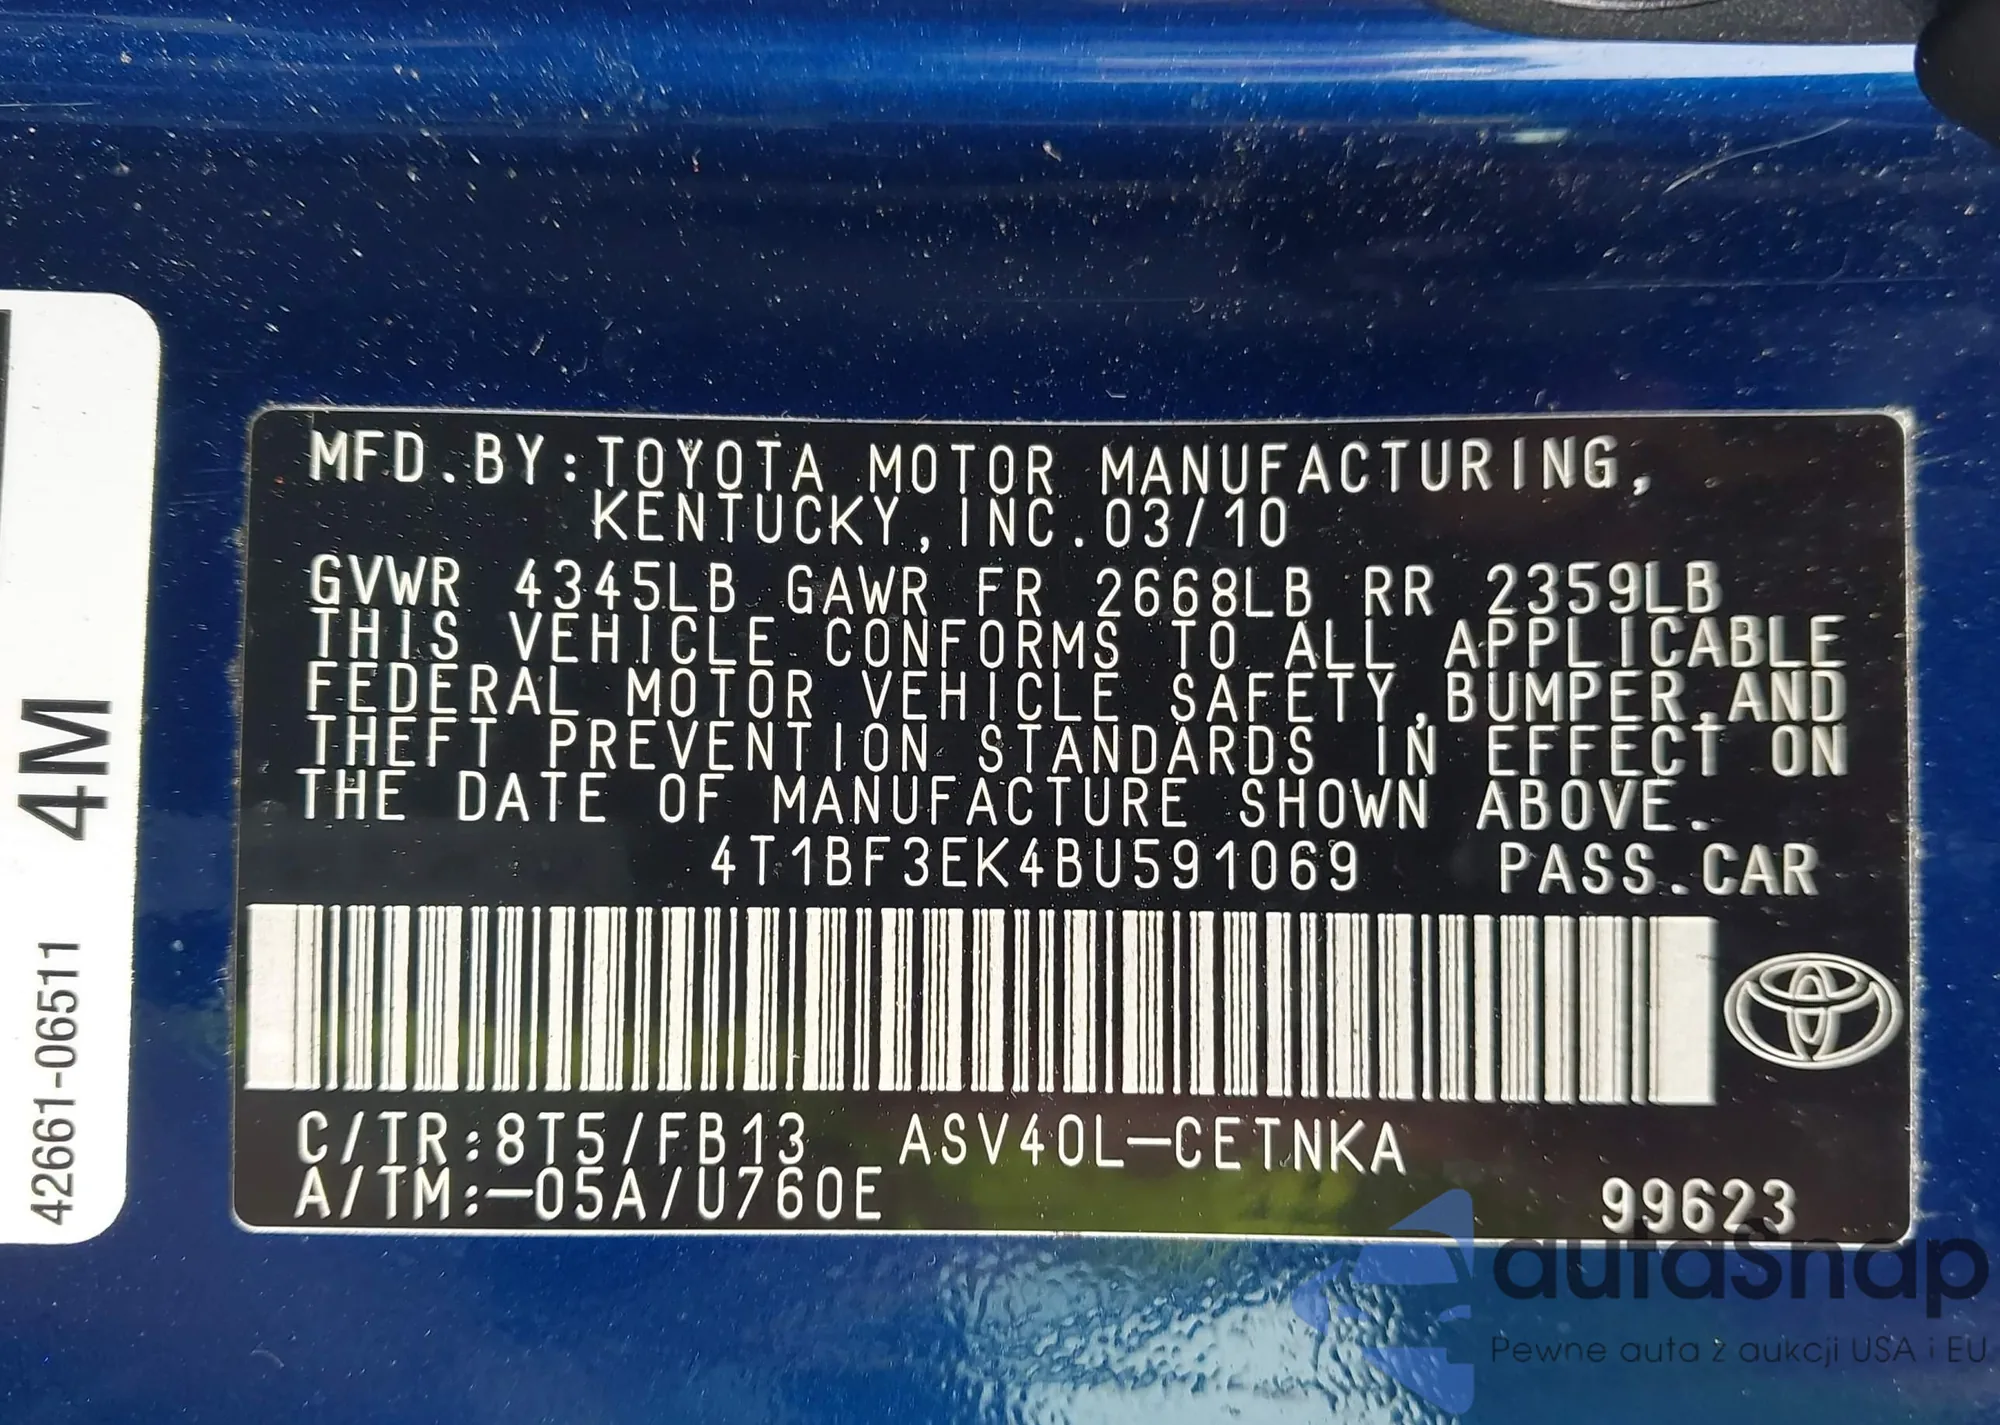 MFD.BY:TOYOTA MOTOR MANUFACTURING,
KENTUCKY,INC.03/10
GVWR 4345LB GAWR FR 2668LB RR 2359LB
THIS VEHICLE CONFORMS TO ALL APPLICABLE
FEDERAL MOTOR VEHICLE SAFETY,BUMPER,AND
THEFT PREVENTION STANDARDS IN EFFECT ON
THE DATE OF MANUFACTURE SHOWN ABOVE.
4T1BF3EK4BU591069 PASS.CAR
C/TR:8T5/FB13 ASV40L-CETNKA
A/TM:-05A/U760E 99623
42661-06511 4M
autaSnap
Pewne auta z aukcji USA i EU